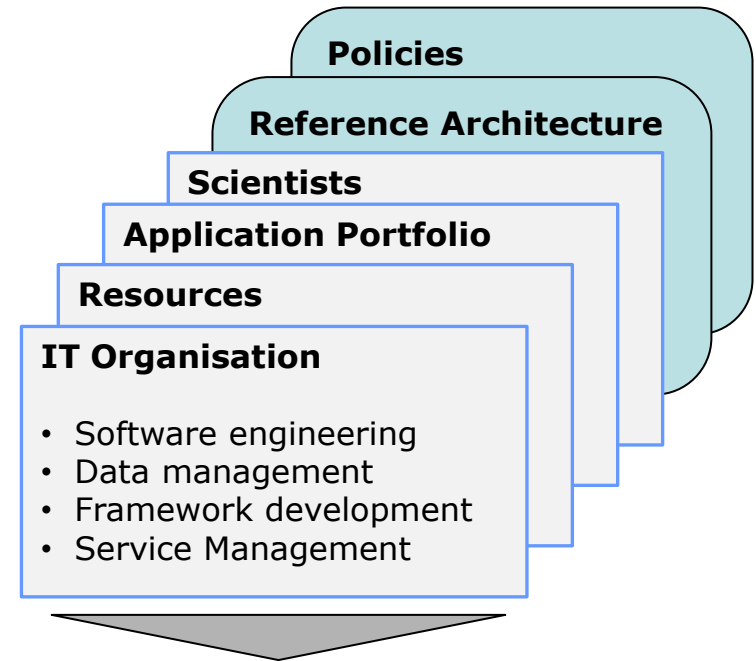 Policies
Reference Architecture
Scientists
Application Portfolio
Resources
IT Organisation
• Software engineering
• Data management
• Framework development
• Service Management